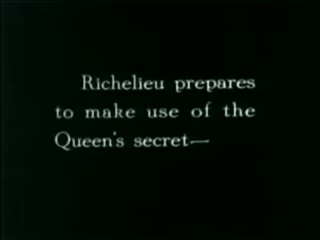 Richelieu prepares
to make use of the
Queen's secret—